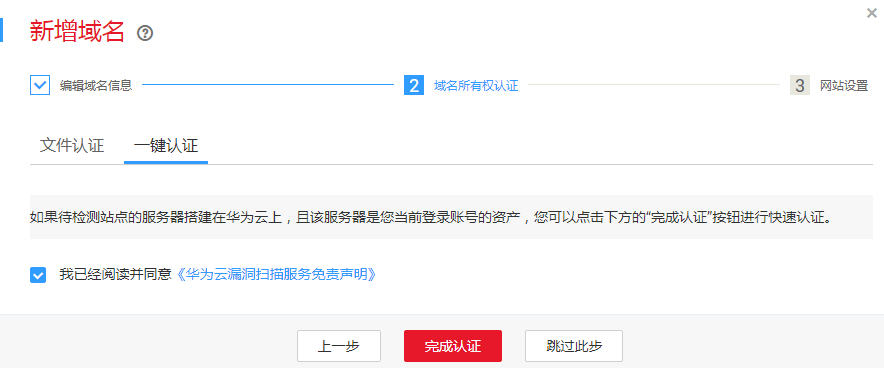 新增域名 ?
编辑域名信息 2 域名所有权认证 3 网站设置
文件认证 一键认证
如果待检测站点的服务器搭建在华为云上，且该服务器是您当前登录账号的资产，您可以点击下方的“完成认证”按钮进行快速认证。
我已经阅读并同意《华为云漏洞扫描服务免责声明》
上一步 完成认证 跳过此步